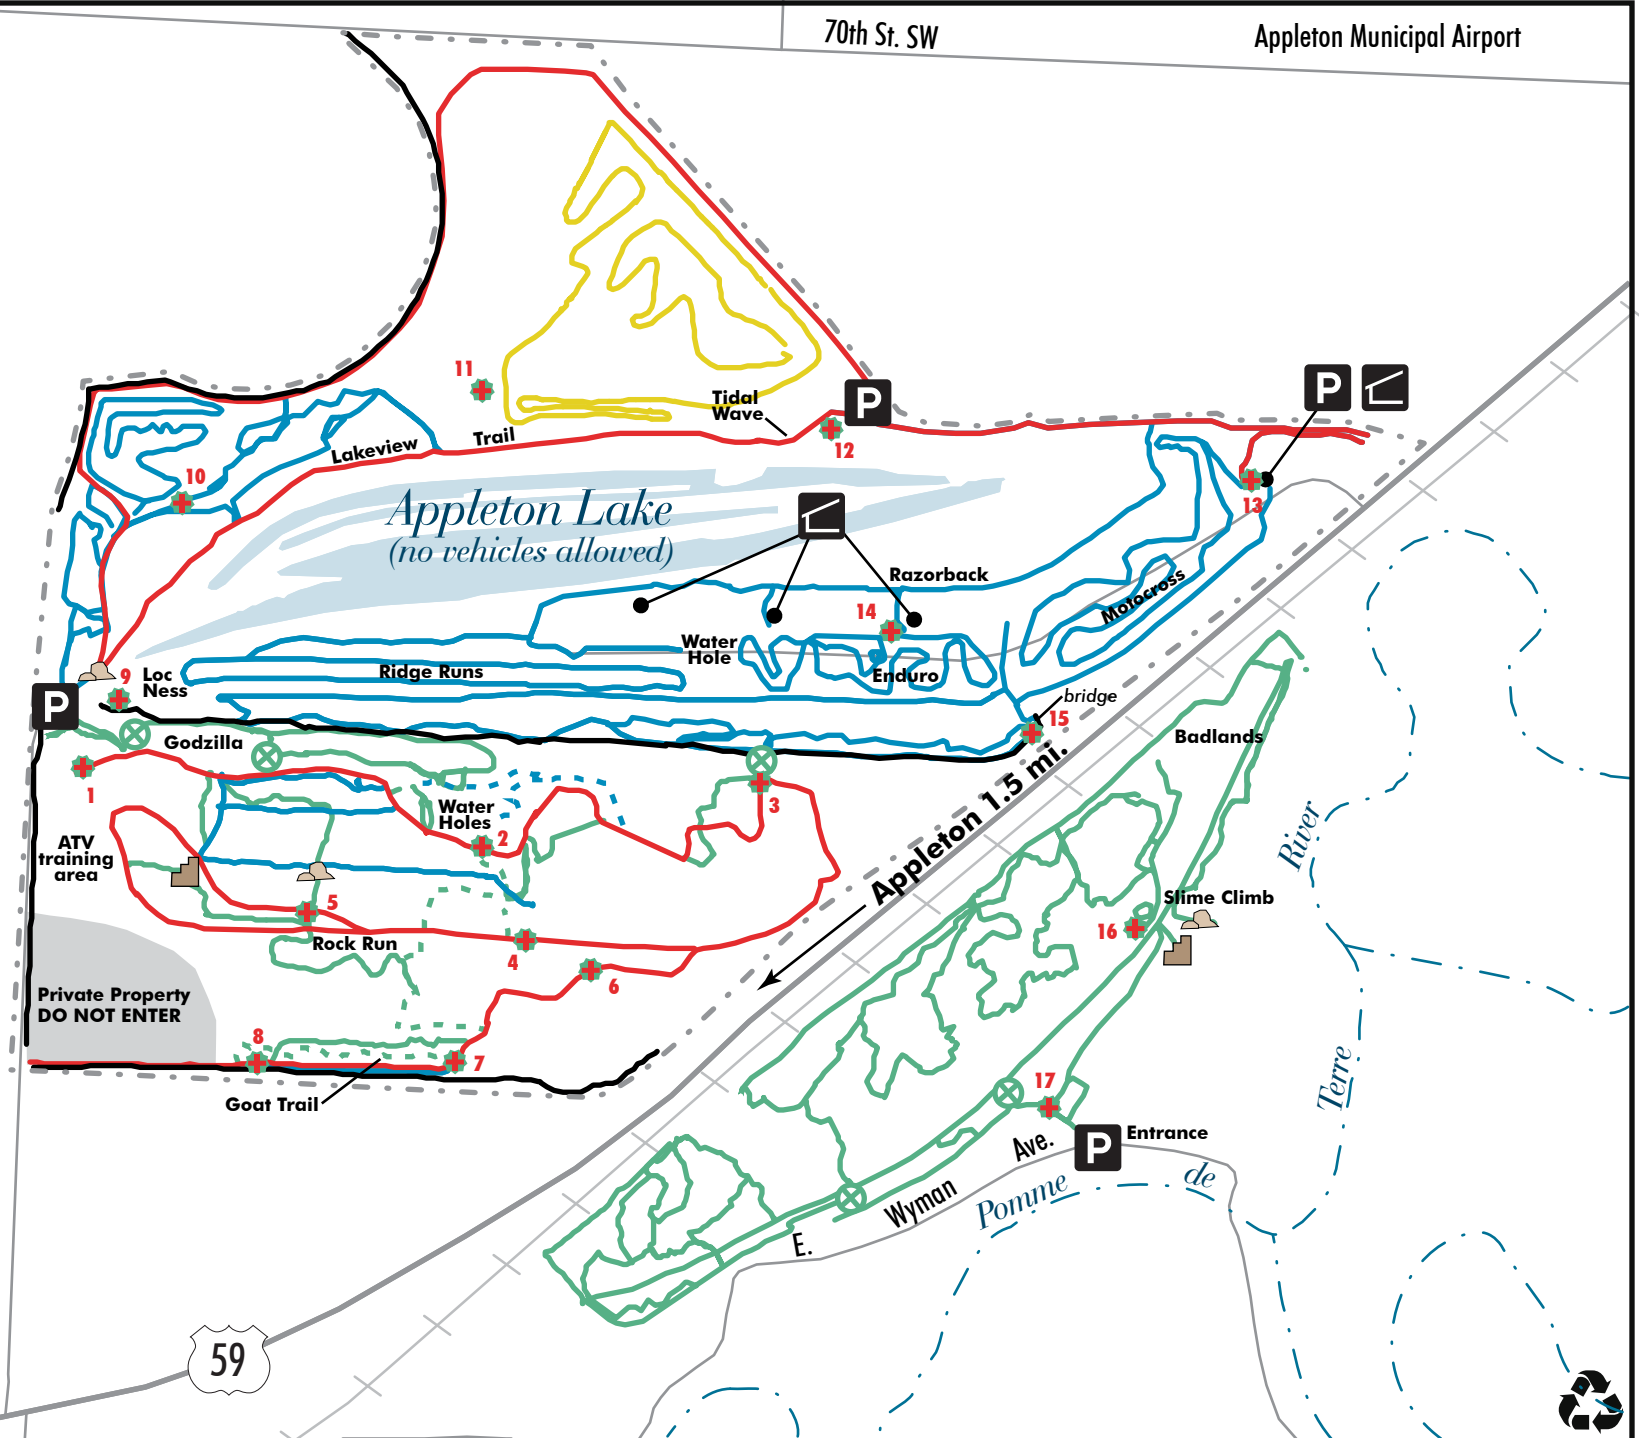 70th St. SW
Appleton Municipal Airport
11
Tidal
Wave
P
P
12
Lakeview Trail
10
13
Appleton Lake
(no vehicles allowed)
Razorback
14
Motocross
Water
Hole
Enduro
Ridge Runs
9
Loc
Ness
P
bridge
15
Godzilla
Badlands
1
3
Water
Holes
2
ATV
training
area
Appleton 1.5 mi.
River
5
Slime Climb
16
Rock Run
4
6
Private Property
DO NOT ENTER
8
7
Goat Trail
17
Terre
P
Entrance
E. Wyman Ave.
Pomme de
59